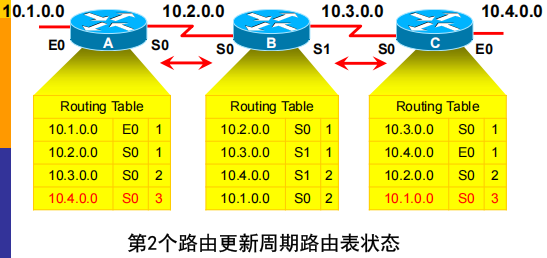 10.1.0.0 10.2.0.0 10.3.0.0 10.4.0.0
E0 A S0 S0 B S1 S0 C E0
Routing Table
10.1.0.0 E0 1
10.2.0.0 S0 1
10.3.0.0 S0 2
10.4.0.0 S0 3
Routing Table
10.2.0.0 S0 1
10.3.0.0 S1 1
10.4.0.0 S1 2
10.1.0.0 S0 2
Routing Table
10.3.0.0 S0 1
10.4.0.0 E0 1
10.2.0.0 S0 2
10.1.0.0 S0 3
第2个路由更新周期路由表状态